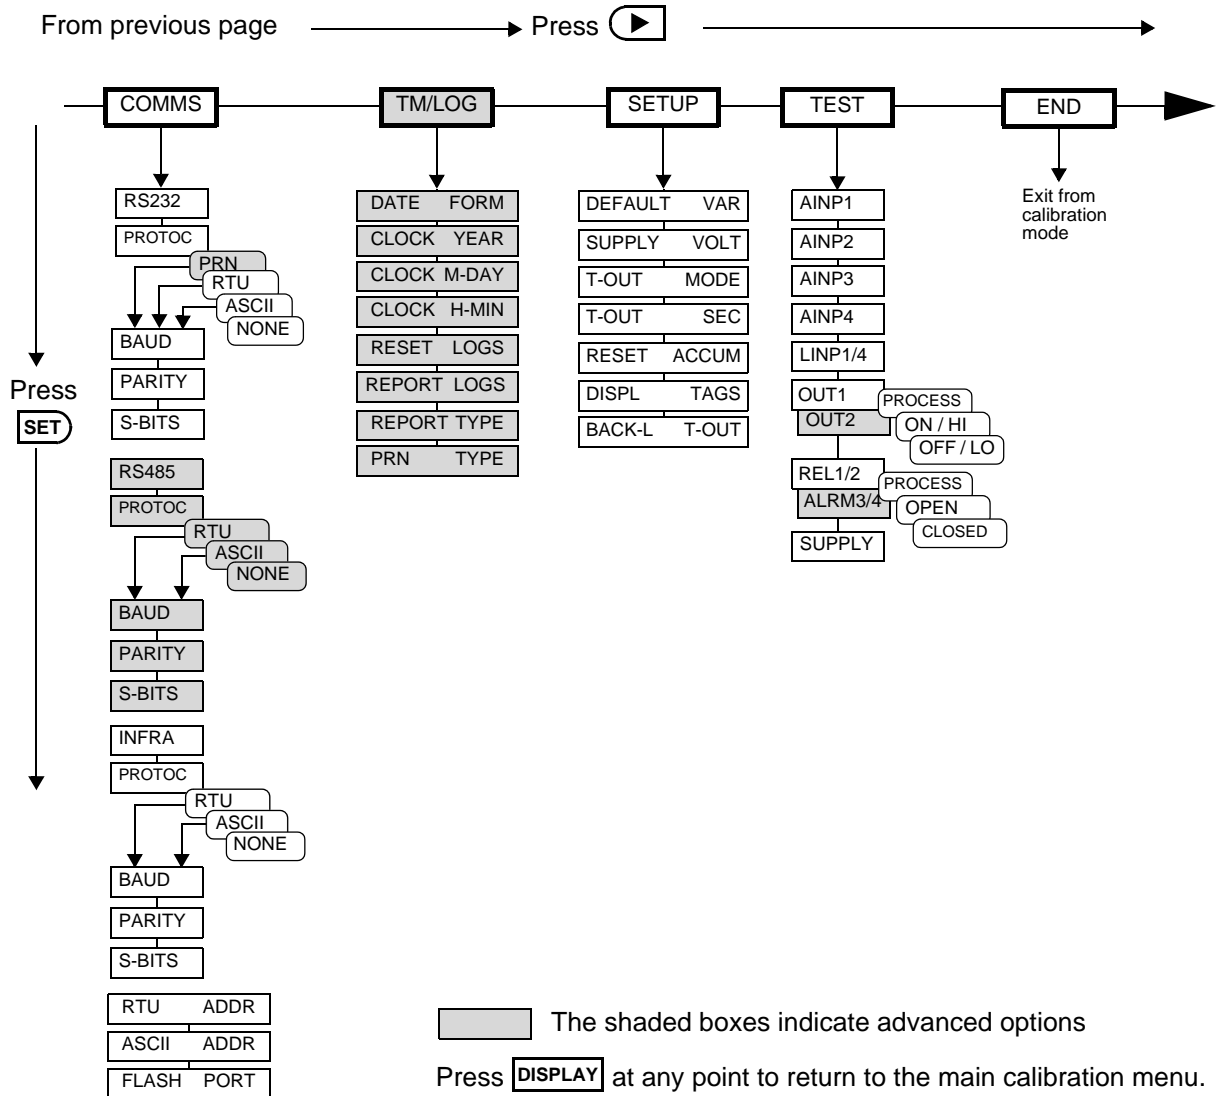 From previous page
Press
COMMS
TM/LOG
SETUP
TEST
END
Press
SET
RS232
PROTOC
PRN
RTU
ASCII
NONE
BAUD
PARITY
S-BITS
RS485
PROTOC
RTU
ASCII
NONE
BAUD
PARITY
S-BITS
INFRA
PROTOC
RTU
ASCII
NONE
BAUD
PARITY
S-BITS
RTU ADDR
ASCII ADDR
FLASH PORT
DATE FORM
CLOCK YEAR
CLOCK M-DAY
CLOCK H-MIN
RESET LOGS
REPORT LOGS
REPORT TYPE
PRN TYPE
DEFAULT VAR
SUPPLY VOLT
T-OUT MODE
T-OUT SEC
RESET ACCUM
DISPL TAGS
BACK-L T-OUT
AINP1
AINP2
AINP3
AINP4
LINP1/4
OUT1
OUT2
PROCESS
ON / HI
OFF / LO
REL1/2
ALRM3/4
PROCESS
OPEN
CLOSED
SUPPLY
Exit from
calibration
mode
The shaded boxes indicate advanced options
Press DISPLAY at any point to return to the main calibration menu.